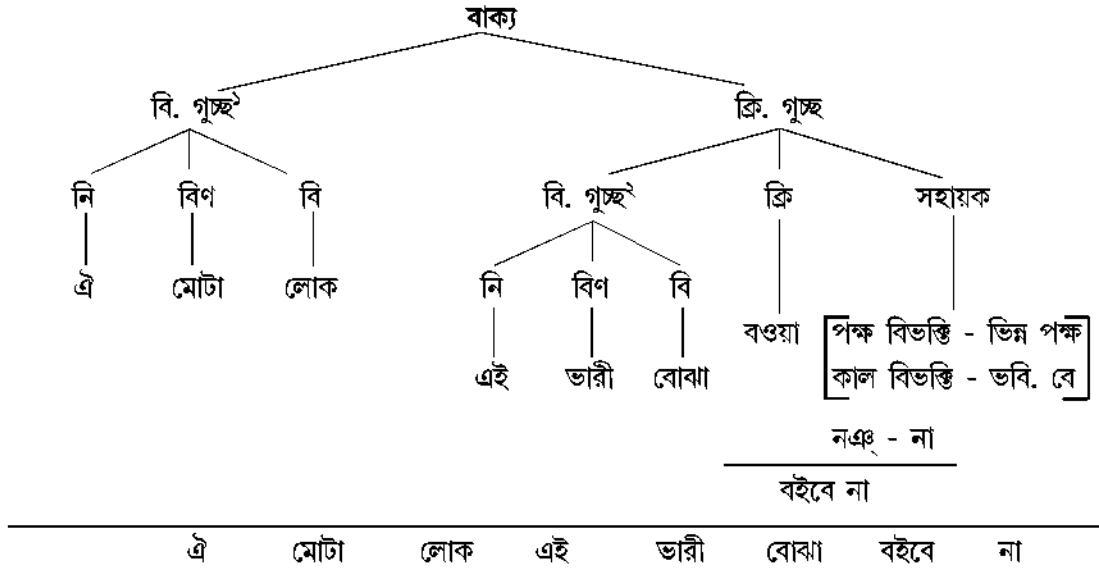 বাক্য
বি. গুচ্ছ¹ ক্রি. গুচ্ছ
নি বিণ বি বি. গুচ্ছ² ক্রি সহায়ক
ঐ মোটা লোক নি বিণ বি
বওয়া পক্ষ বিভক্তি - ভিন্ন পক্ষ
এই ভারী বোঝা কাল বিভক্তি - ভবি. বে
নঞ্ - না
বইবে না
ঐ মোটা লোক এই ভারী বোঝা বইবে না